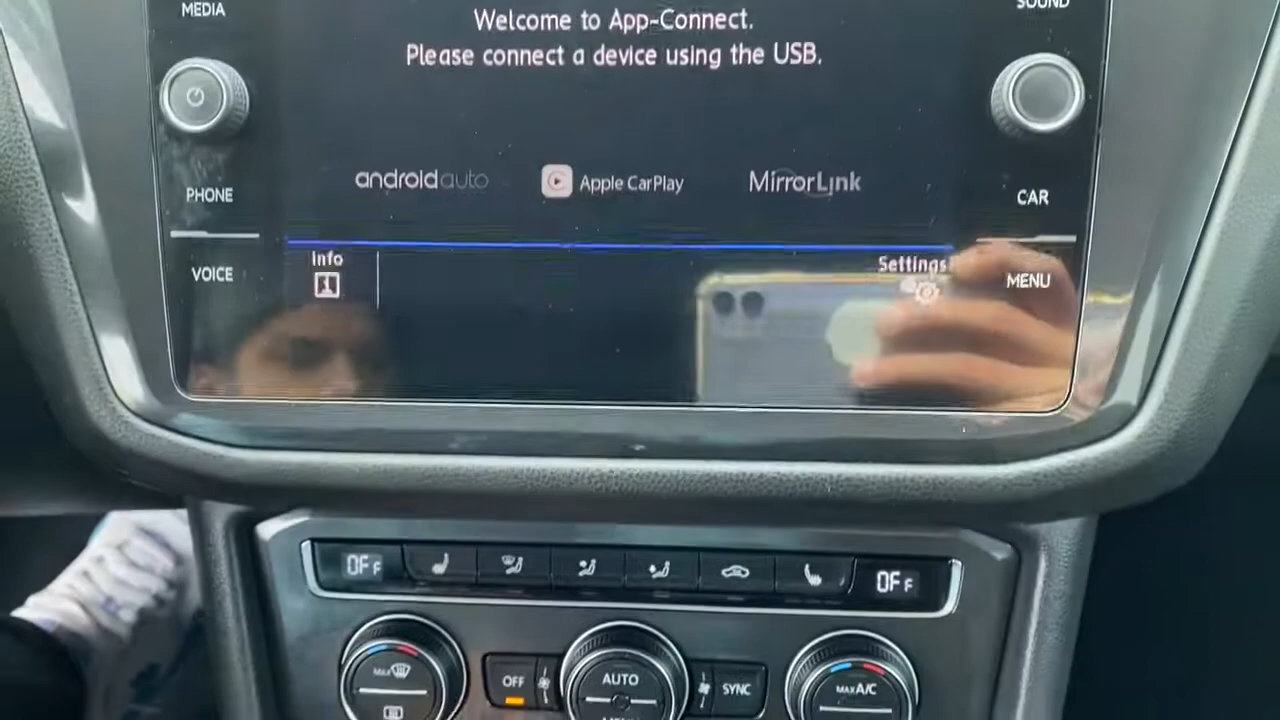 MEDIA
SOUND
Welcome to App-Connect.
Please connect a device using the USB.
androidauto
Apple CarPlay
MirrorLink
PHONE
CAR
VOICE
Info
Settings
MENU
OFF
OFF
MAX
OFF
AUTO
SYNC
MAX A/C